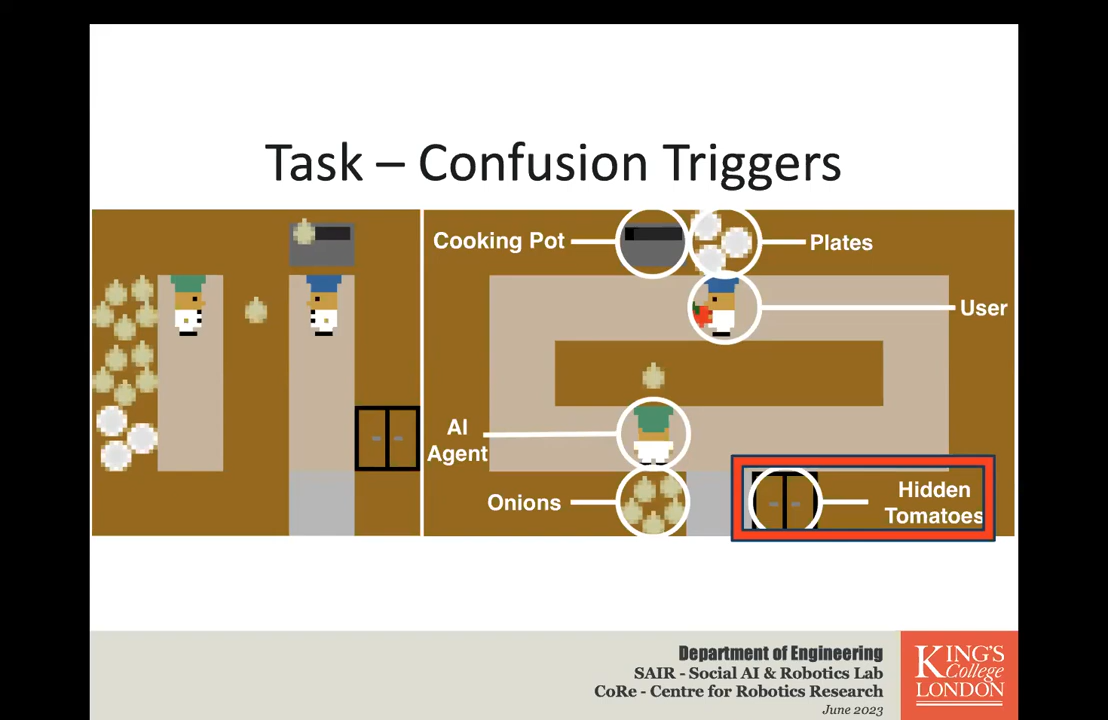 Task – Confusion Triggers
Cooking Pot
Plates
User
AI
Agent
Onions
Hidden
Tomatoes
Department of Engineering
SAIR - Social AI & Robotics Lab
CoRe - Centre for Robotics Research
June 2023
KING'S
College
LONDON